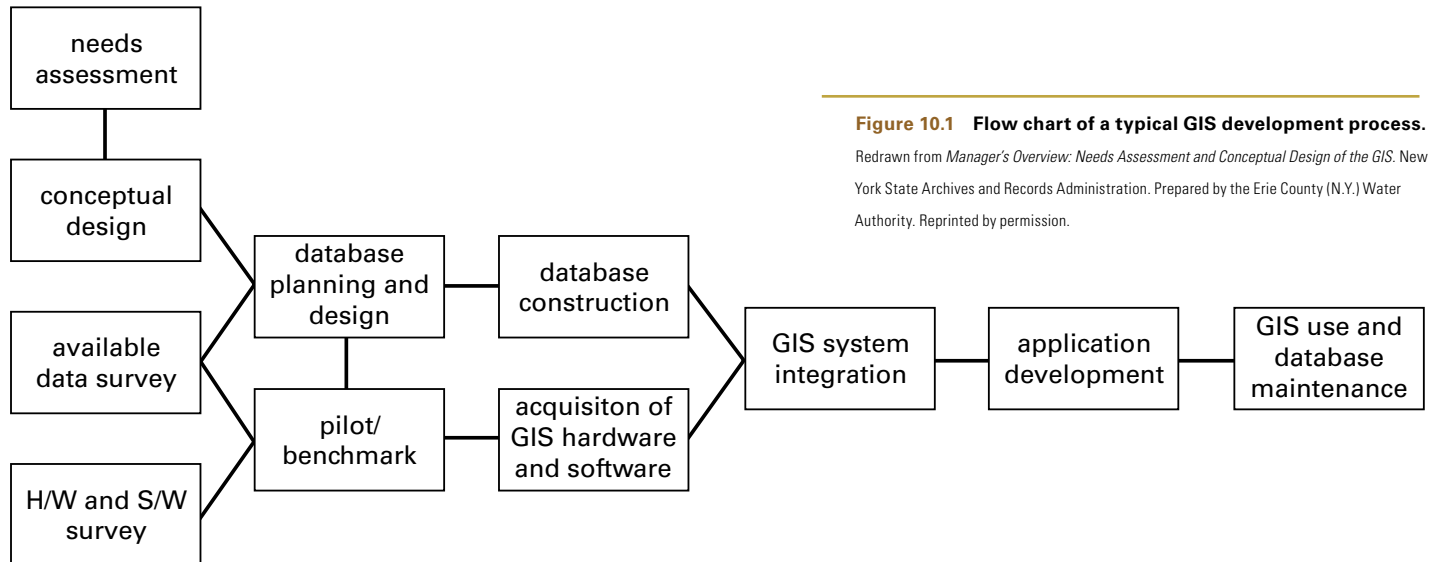 needs
assessment
conceptual
design
available
data survey
H/W and S/W
survey
database
planning and
design
pilot/
benchmark
database
construction
acquisiton of
GIS hardware
and software
GIS system
integration
application
development
GIS use and
database
maintenance
Figure 10.1 Flow chart of a typical GIS development process.
Redrawn from Manager's Overview: Needs Assessment and Conceptual Design of the GIS. New
York State Archives and Records Administration. Prepared by the Erie County (N.Y.) Water
Authority. Reprinted by permission.